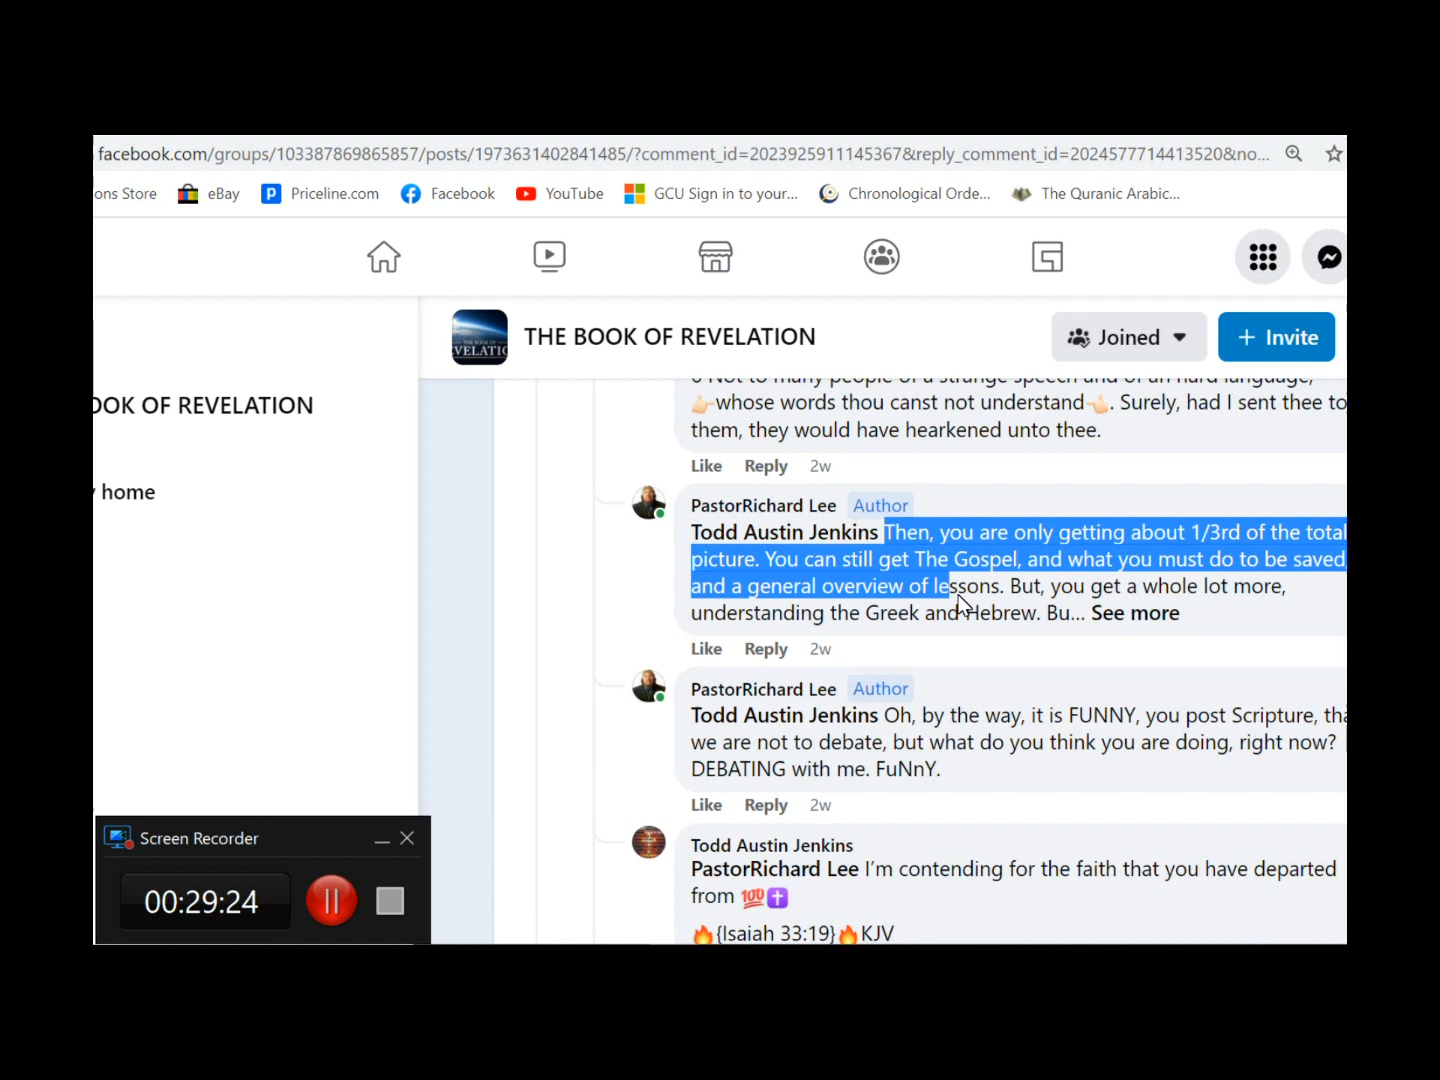 facebook.com/groups/103387869865857/posts/1973631402841485/?comment_id=2023925911145367&reply_comment_id=2024577714413520&no...
ons Store eBay Priceline.com Facebook YouTube GCU Sign in to your... Chronological Orde... The Quranic Arabic...
THE BOOK OF REVELATION Joined + Invite
OOK OF REVELATION
home
6 Not to many people of a strange speech and of an hard language,
👉🏻whose words thou canst not understand👈🏻. Surely, had I sent thee to
them, they would have hearkened unto thee.
Like Reply 2w
PastorRichard Lee Author
Todd Austin Jenkins Then, you are only getting about 1/3rd of the total
picture. You can still get The Gospel, and what you must do to be saved,
and a general overview of lessons. But, you get a whole lot more,
understanding the Greek and Hebrew. Bu... See more
Like Reply 2w
PastorRichard Lee Author
Todd Austin Jenkins Oh, by the way, it is FUNNY, you post Scripture, tha
we are not to debate, but what do you think you are doing, right now?
DEBATING with me. FuNnY.
Like Reply 2w
Todd Austin Jenkins
PastorRichard Lee I'm contending for the faith that you have departed
from 💯✝️
🔥{Isaiah 33:19}🔥KJV
Screen Recorder
00:29:24